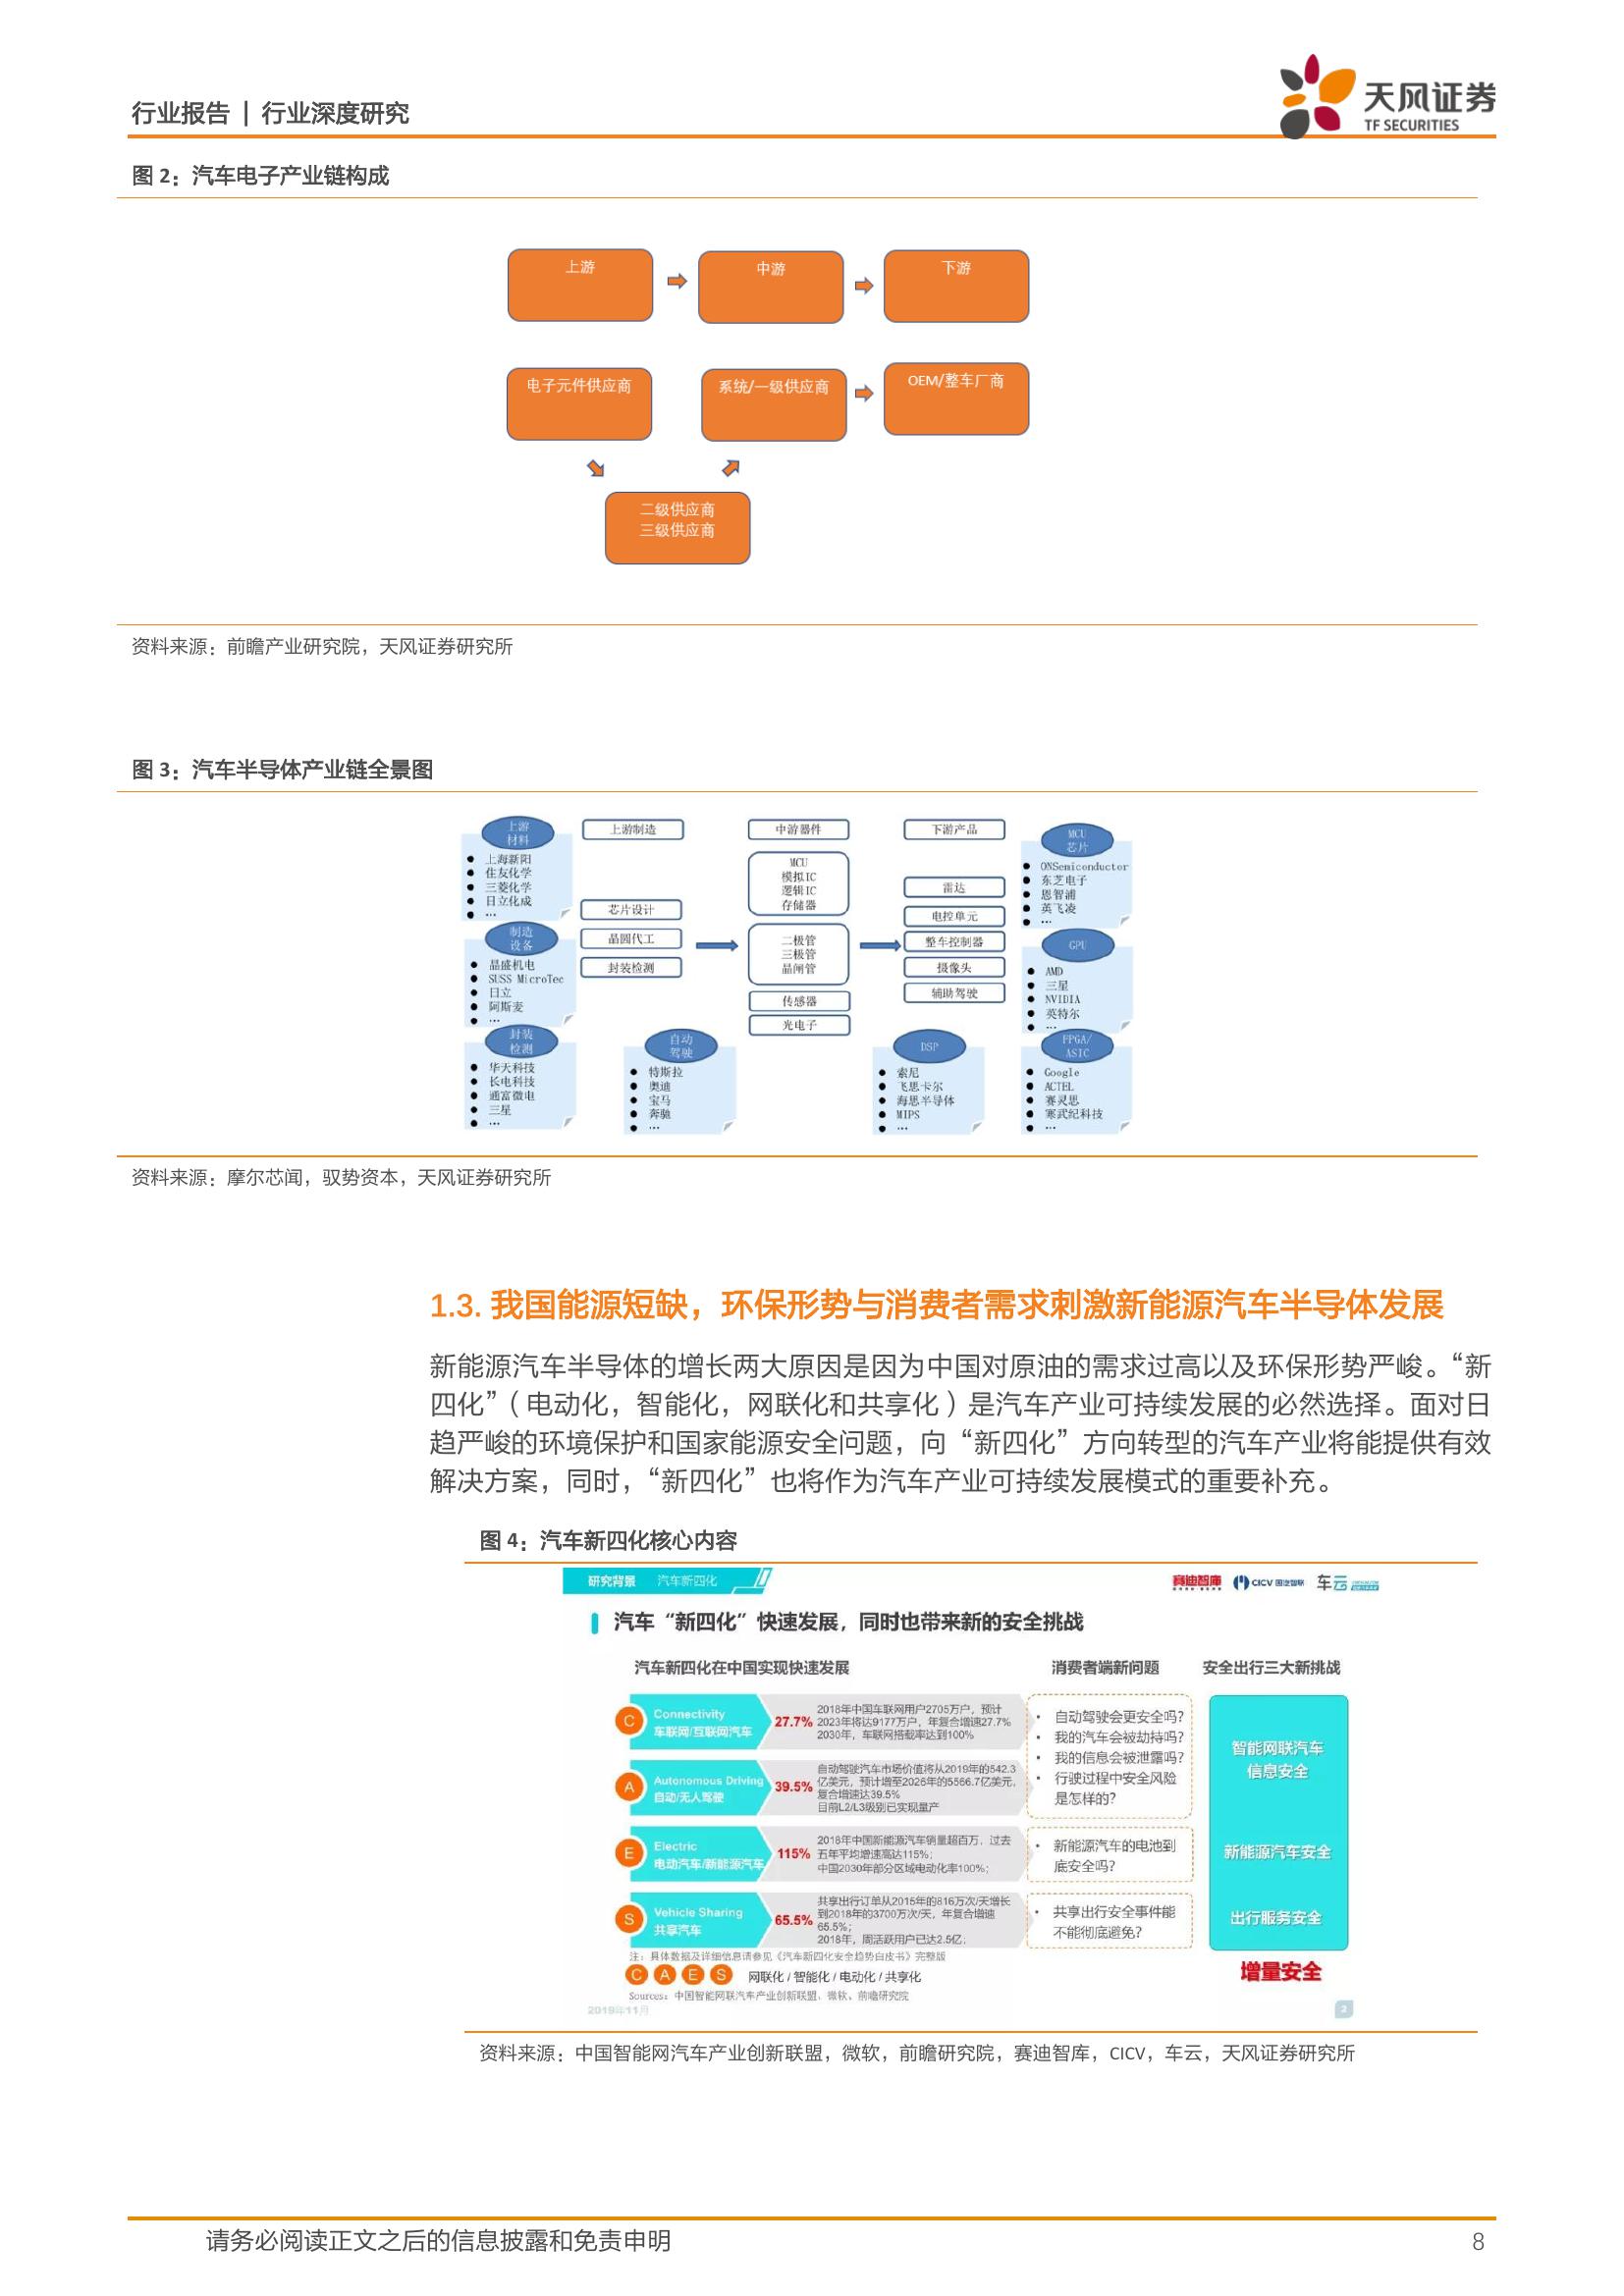 行业报告 | 行业深度研究
天风证券
TF SECURITIES
图 2：汽车电子产业链构成
上游
中游
下游
电子元件供应商
系统/一级供应商
OEM/整车厂商
二级供应商
三级供应商
资料来源：前瞻产业研究院，天风证券研究所
图 3：汽车半导体产业链全景图
上游
材料
上海新阳
住友化学
三菱化学
日立化成
...
制造
设备
晶盛机电
SUSS MicroTec
日立
阿斯麦
...
封装
检测
华天科技
长电科技
通富微电
三星
...
上游制造
芯片设计
晶圆代工
封装检测
自动
驾驶
特斯拉
奥迪
宝马
奔驰
...
中游器件
MCU
模拟IC
逻辑IC
存储器
二极管
三极管
晶闸管
传感器
光电子
下游产品
雷达
电控单元
整车控制器
摄像头
辅助驾驶
DSP
索尼
飞思卡尔
海思半导体
MIPS
...
MCU
芯片
ONSemiconductor
东芝电子
恩智浦
英飞凌
...
GPU
AMD
三星
NVIDIA
英特尔
...
FPGA/
ASIC
Google
ACTEL
赛灵思
寒武纪科技
...
资料来源：摩尔芯闻，驭势资本，天风证券研究所
1.3. 我国能源短缺，环保形势与消费者需求刺激新能源汽车半导体发展
新能源汽车半导体的增长两大原因是因为中国对原油的需求过高以及环保形势严峻。“新
四化”（电动化，智能化，网联化和共享化）是汽车产业可持续发展的必然选择。面对日
趋严峻的环境保护和国家能源安全问题，向“新四化”方向转型的汽车产业将能提供有效
解决方案，同时，“新四化”也将作为汽车产业可持续发展模式的重要补充。
图 4：汽车新四化核心内容
研究背景 汽车新四化
赛迪智库 CICV 国汽智联 车云
汽车“新四化”快速发展，同时也带来新的安全挑战
汽车新四化在中国实现快速发展
消费者端新问题
安全出行三大新挑战
C
Connectivity
车联网/互联网汽车
27.7%
2018年中国车联网用户2705万户，预计
2023年将达9177万户，年复合增速27.7%
2030年，车联网搭载率达到100%
A
Autonomous Driving
自动/无人驾驶
39.5%
自动驾驶汽车市场价值将从2019年的542.3
亿美元，预计增至2026年的5566.7亿美元，
复合增速达39.5%
目前L2/L3级别已实现量产
• 自动驾驶会更安全吗?
• 我的汽车会被劫持吗?
• 我的信息会被泄露吗?
• 行驶过程中安全风险
是怎样的?
智能网联汽车
信息安全
E
Electric
电动汽车/新能源汽车
115%
2018年中国新能源汽车销量超百万，过去
五年平均增速高达115%；
中国2030年部分区域电动化率100%；
• 新能源汽车的电池到
底安全吗?
新能源汽车安全
S
Vehicle Sharing
共享汽车
65.5%
共享出行订单从2015年的816万次/天增长
到2018年的3700万次/天，年复合增速
65.5%；
2018年，周活跃用户已达2.5亿；
• 共享出行安全事件能
不能彻底避免?
出行服务安全
注：具体数据及详细信息请参见《汽车新四化安全趋势白皮书》完整版
C A E S 网联化 / 智能化 / 电动化 / 共享化
增量安全
Sources：中国智能网联汽车产业创新联盟、微软、前瞻研究院
2019年11月
2
资料来源：中国智能网汽车产业创新联盟，微软，前瞻研究院，赛迪智库，CICV，车云，天风证券研究所
请务必阅读正文之后的信息披露和免责申明
8